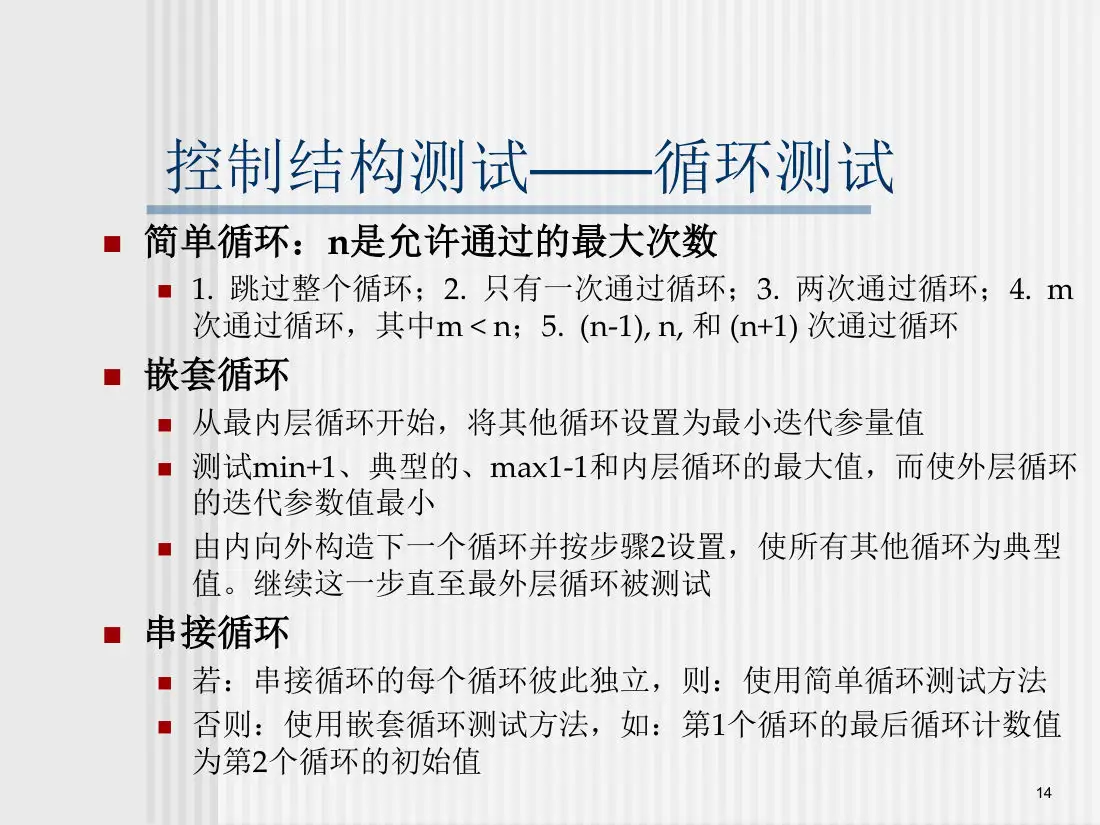 控制结构测试——循环测试
简单循环：n是允许通过的最大次数
1. 跳过整个循环；2. 只有一次通过循环；3. 两次通过循环；4. m
次通过循环，其中m＜n；5. (n-1), n, 和 (n+1) 次通过循环
嵌套循环
从最内层循环开始，将其他循环设置为最小迭代参量值
测试min+1、典型的、max1-1和内层循环的最大值，而使外层循环
的迭代参数值最小
由内向外构造下一个循环并按步骤2设置，使所有其他循环为典型
值。继续这一步直至最外层循环被测试
串接循环
若：串接循环的每个循环彼此独立，则：使用简单循环测试方法
否则：使用嵌套循环测试方法，如：第1个循环的最后循环计数值
为第2个循环的初始值
14